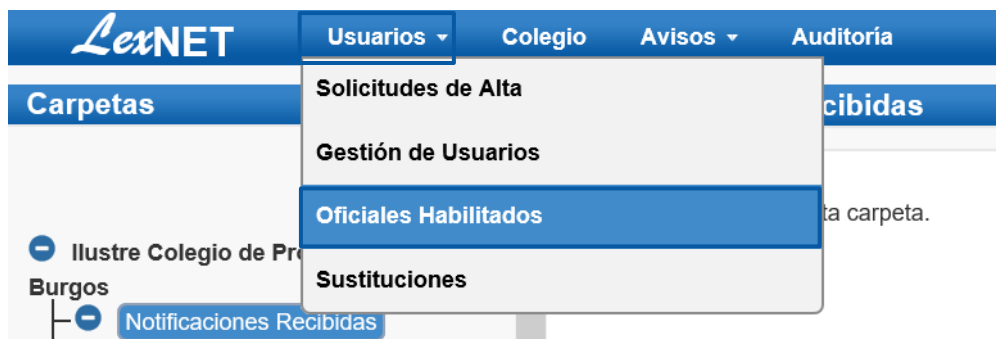 LexNET Usuarios Colegio Avisos Auditoría
Solicitudes de Alta
Carpetas cibidas
Gestión de Usuarios
Oficiales Habilitados ta carpeta.
Ilustre Colegio de Pro
Burgos
Sustituciones
Notificaciones Recibidas